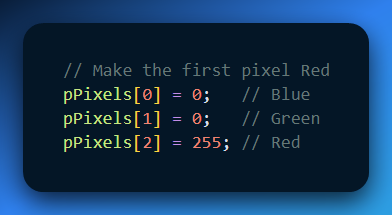 // Make the first pixel Red
pPixels[0] = 0;   // Blue
pPixels[1] = 0;   // Green
pPixels[2] = 255; // Red